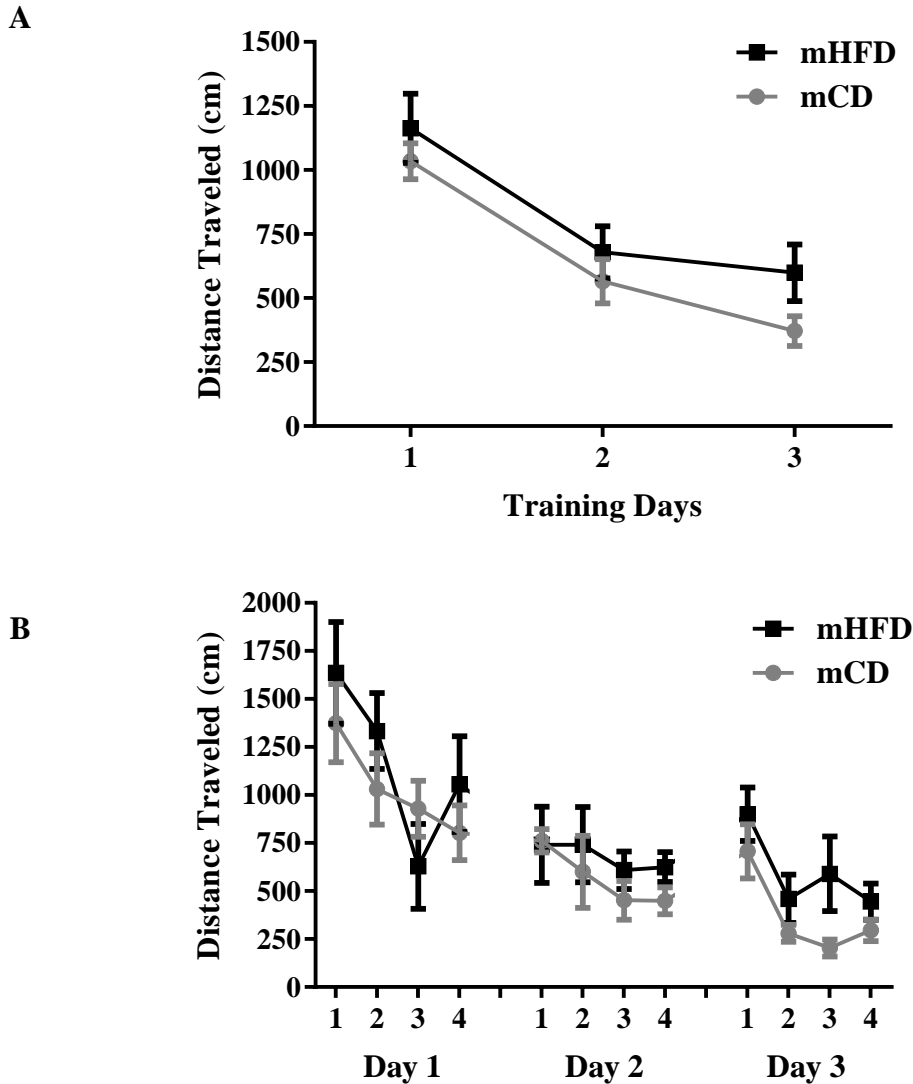 A
1500
1250
1000
750
500
250
0
Distance Traveled (cm)
mHFD
mCD
1 2 3
Training Days
B
2000
1750
1500
1250
1000
750
500
250
0
Distance Traveled (cm)
mHFD
mCD
1 2 3 4 1 2 3 4 1 2 3 4
Day 1 Day 2 Day 3